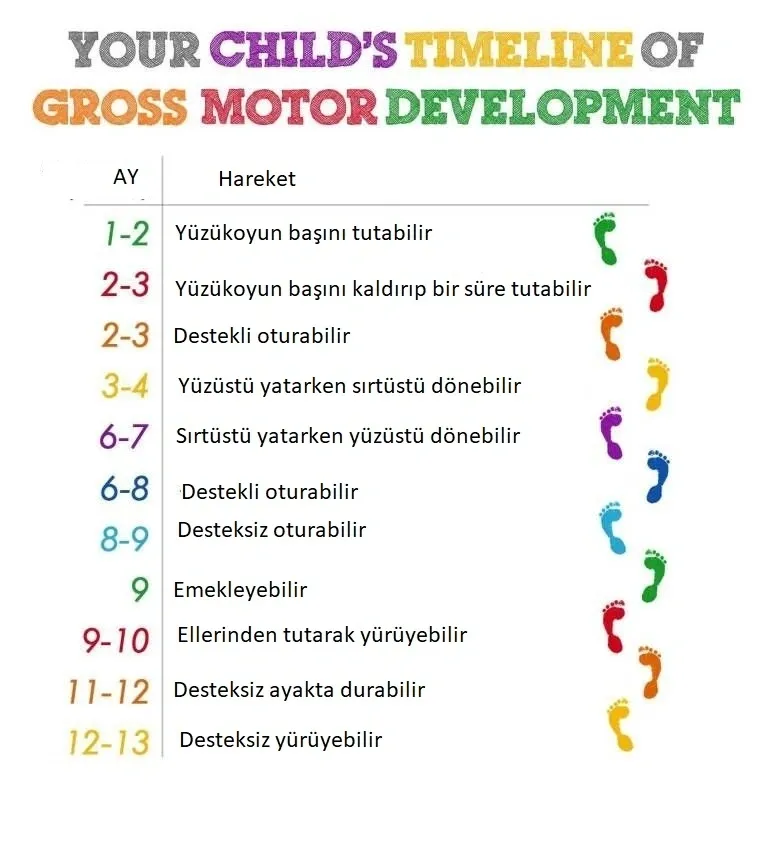 YOUR CHILD'S TIMELINE OF
GROSS MOTOR DEVELOPMENT
AY Hareket
1-2 Yüzükoyun başını tutabilir
2-3 Yüzükoyun başını kaldırıp bir süre tutabilir
2-3 Destekli oturabilir
3-4 Yüzüstü yatarken sırtüstü dönebilir
6-7 Sırtüstü yatarken yüzüstü dönebilir
6-8 Destekli oturabilir
8-9 Desteksiz oturabilir
9 Emekleyebilir
9-10 Ellerinden tutarak yürüyebilir
11-12 Desteksiz ayakta durabilir
12-13 Desteksiz yürüyebilir